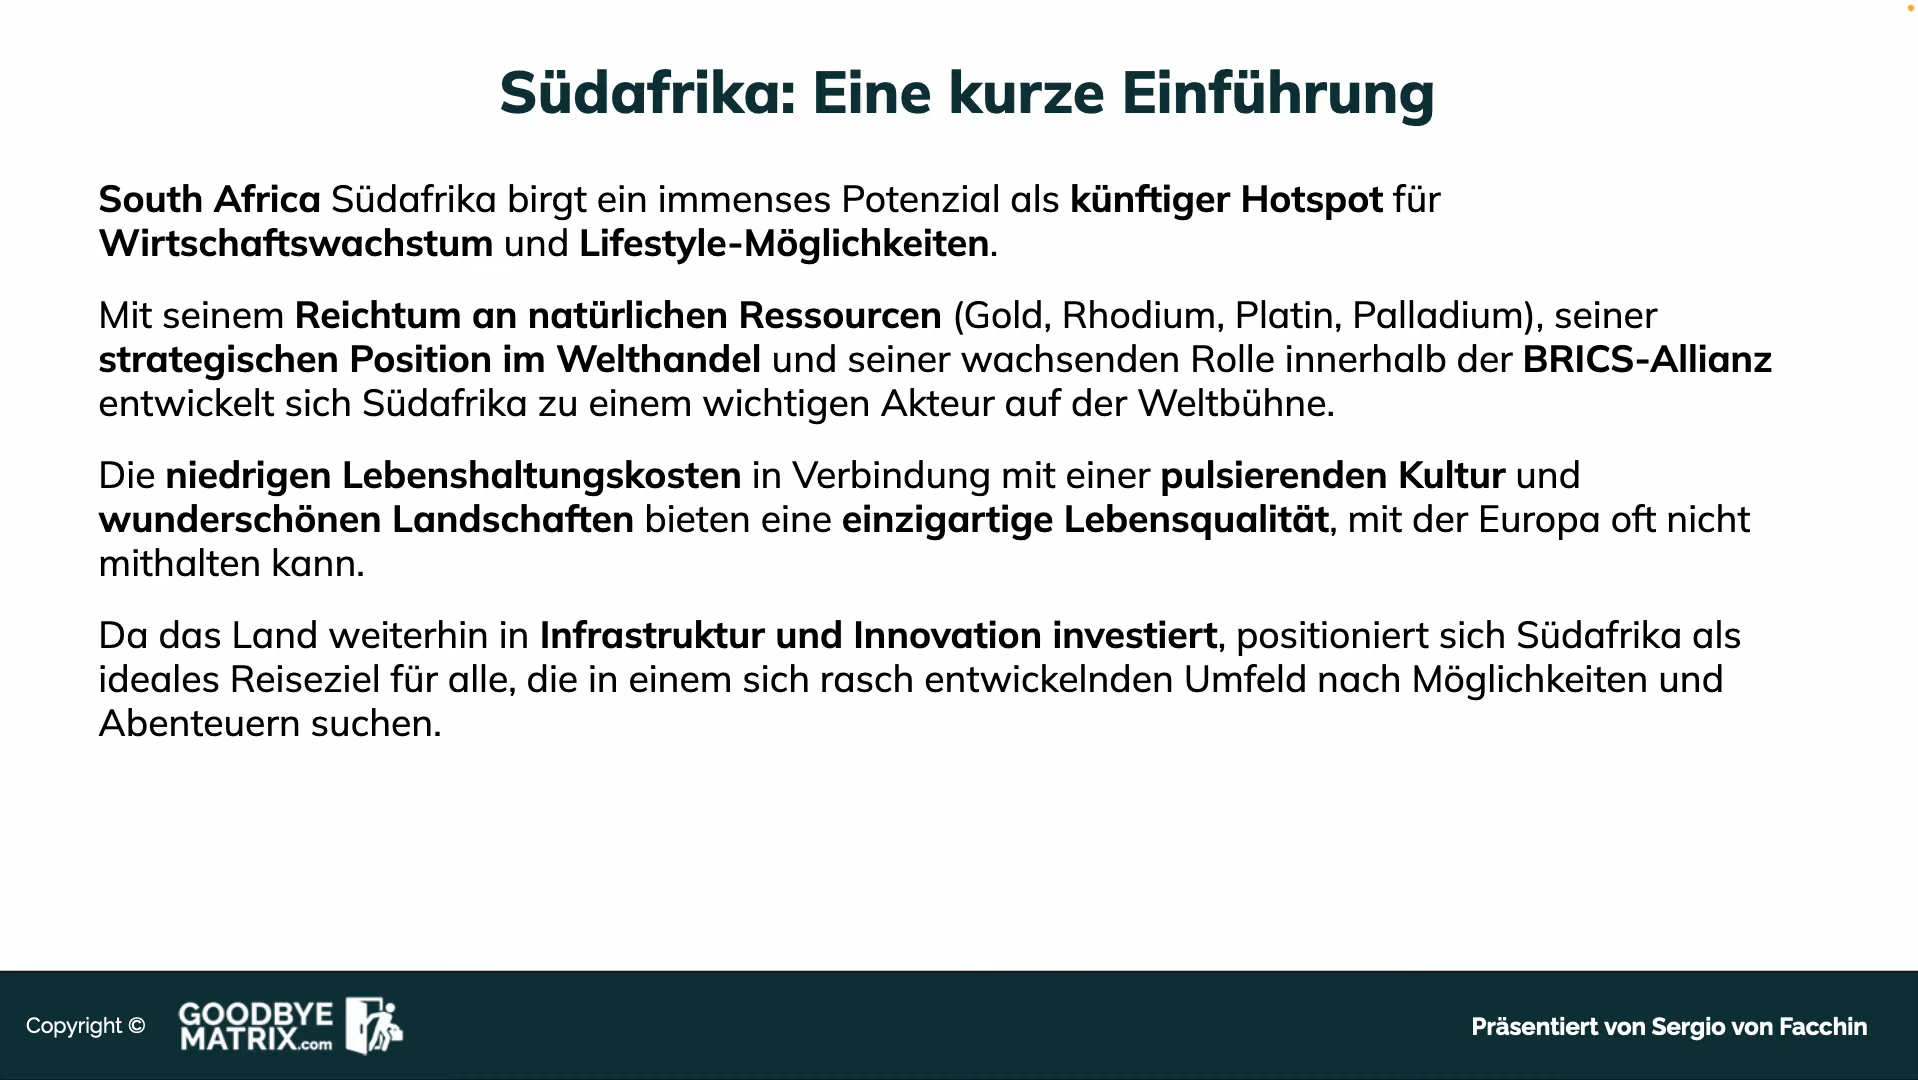 Südafrika: Eine kurze Einführung
South Africa Südafrika birgt ein immenses Potenzial als künftiger Hotspot für
Wirtschaftswachstum und Lifestyle-Möglichkeiten.
Mit seinem Reichtum an natürlichen Ressourcen (Gold, Rhodium, Platin, Palladium), seiner
strategischen Position im Welthandel und seiner wachsenden Rolle innerhalb der BRICS-Allianz
entwickelt sich Südafrika zu einem wichtigen Akteur auf der Weltbühne.
Die niedrigen Lebenshaltungskosten in Verbindung mit einer pulsierenden Kultur und
wunderschönen Landschaften bieten eine einzigartige Lebensqualität, mit der Europa oft nicht
mithalten kann.
Da das Land weiterhin in Infrastruktur und Innovation investiert, positioniert sich Südafrika als
ideales Reiseziel für alle, die in einem sich rasch entwickelnden Umfeld nach Möglichkeiten und
Abenteuern suchen.
Copyright ©
GOODBYE
MATRIX.com
Präsentiert von Sergio von Facchin